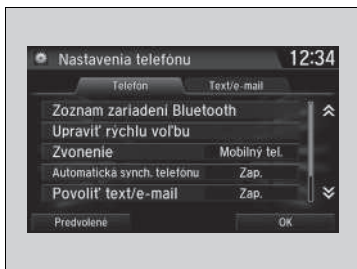 Nastavenia telefónu 12:34
Telefón Text/e-mail
Zoznam zariadení Bluetooth
Upraviť rýchlu voľbu
Zvonenie Mobilný tel.
Automatická synch. telefónu Zap.
Povoliť text/e-mail Zap.
Predvolené OK